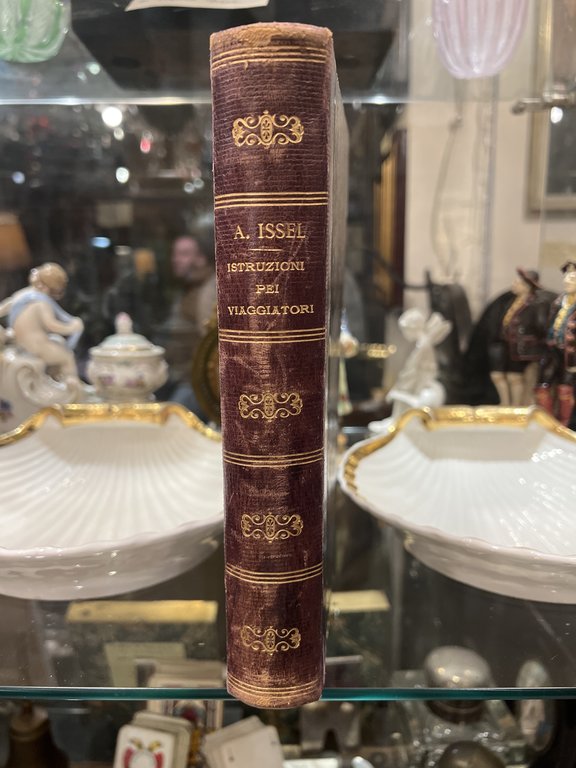 A. ISSEL
ISTRUZIONI
PEI
VIAGGIATORI